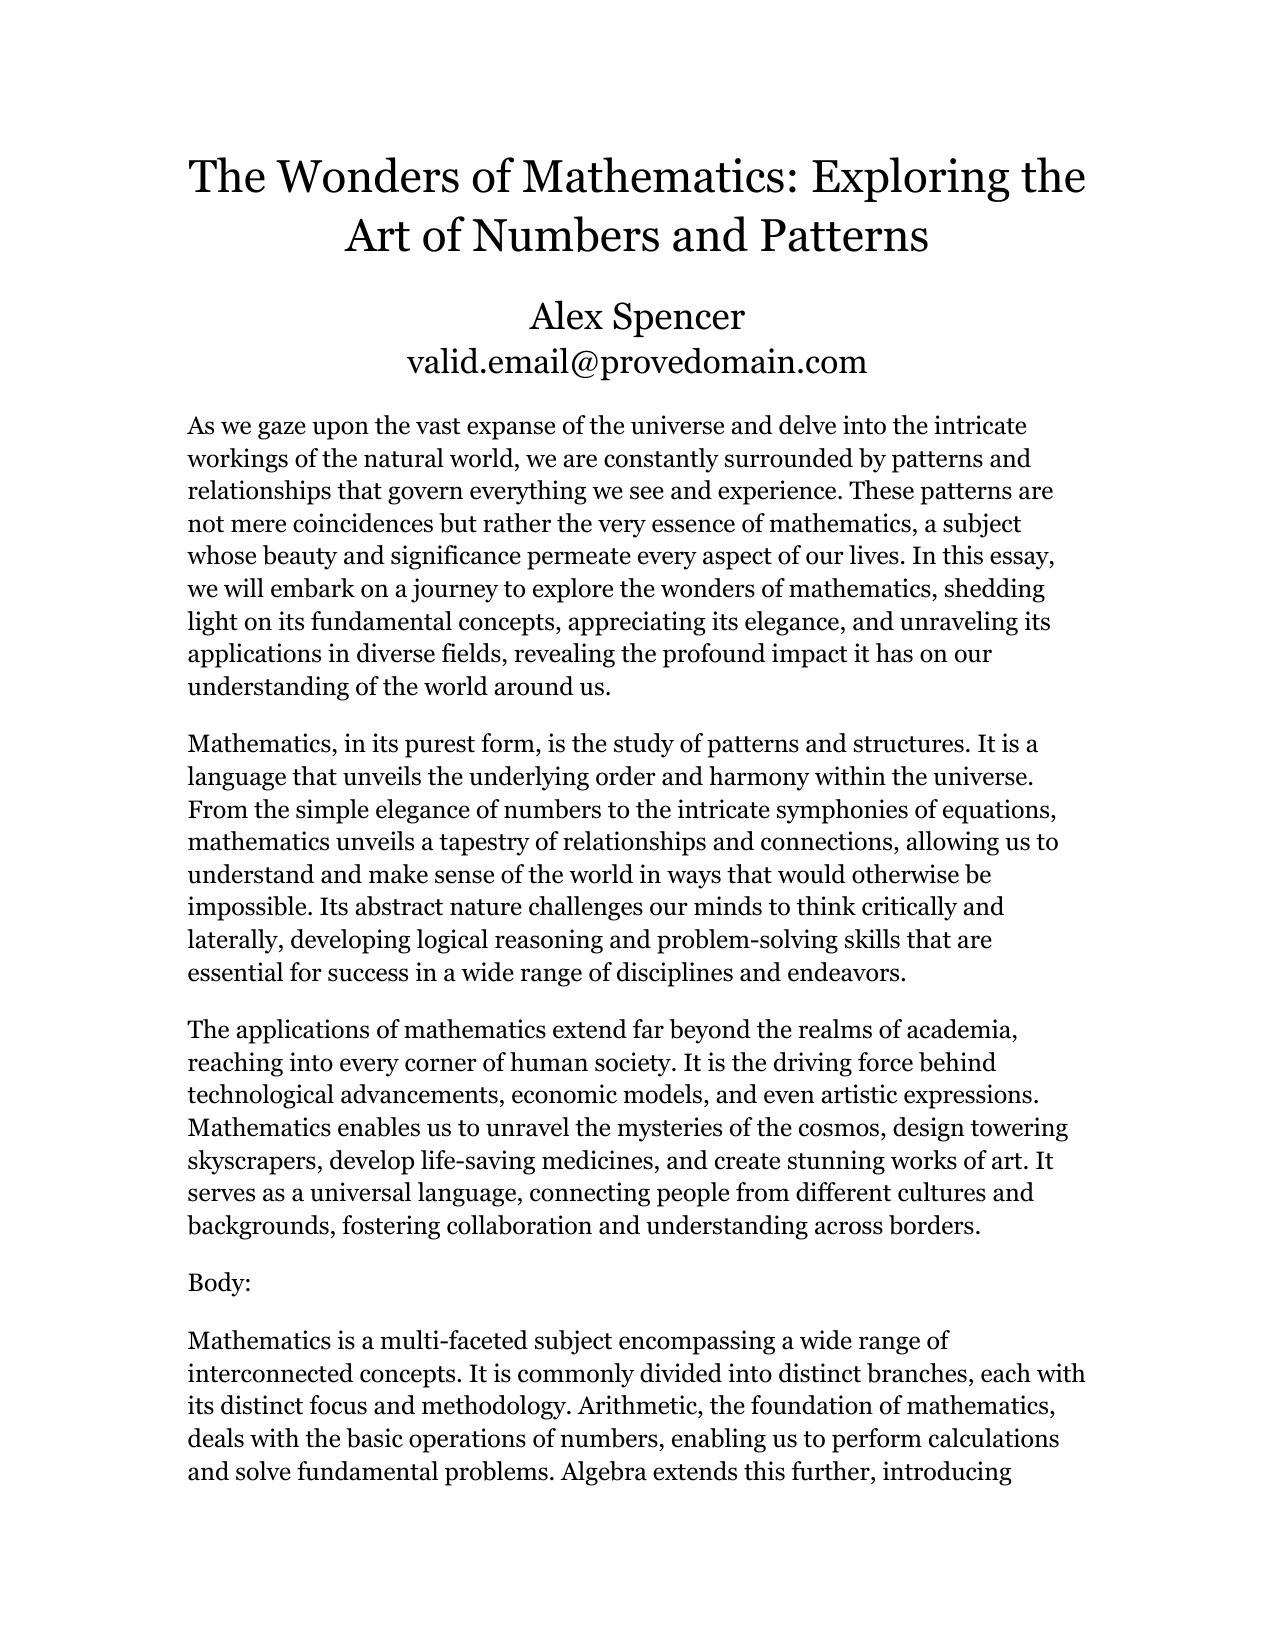 The Wonders of Mathematics: Exploring the
Art of Numbers and Patterns
Alex Spencer
valid.email@provedomain.com
As we gaze upon the vast expanse of the universe and delve into the intricate
workings of the natural world, we are constantly surrounded by patterns and
relationships that govern everything we see and experience. These patterns are
not mere coincidences but rather the very essence of mathematics, a subject
whose beauty and significance permeate every aspect of our lives. In this essay,
we will embark on a journey to explore the wonders of mathematics, shedding
light on its fundamental concepts, appreciating its elegance, and unraveling its
applications in diverse fields, revealing the profound impact it has on our
understanding of the world around us.
Mathematics, in its purest form, is the study of patterns and structures. It is a
language that unveils the underlying order and harmony within the universe.
From the simple elegance of numbers to the intricate symphonies of equations,
mathematics unveils a tapestry of relationships and connections, allowing us to
understand and make sense of the world in ways that would otherwise be
impossible. Its abstract nature challenges our minds to think critically and
laterally, developing logical reasoning and problem-solving skills that are
essential for success in a wide range of disciplines and endeavors.
The applications of mathematics extend far beyond the realms of academia,
reaching into every corner of human society. It is the driving force behind
technological advancements, economic models, and even artistic expressions.
Mathematics enables us to unravel the mysteries of the cosmos, design towering
skyscrapers, develop life-saving medicines, and create stunning works of art. It
serves as a universal language, connecting people from different cultures and
backgrounds, fostering collaboration and understanding across borders.
Body:
Mathematics is a multi-faceted subject encompassing a wide range of
interconnected concepts. It is commonly divided into distinct branches, each with
its distinct focus and methodology. Arithmetic, the foundation of mathematics,
deals with the basic operations of numbers, enabling us to perform calculations
and solve fundamental problems. Algebra extends this further, introducing